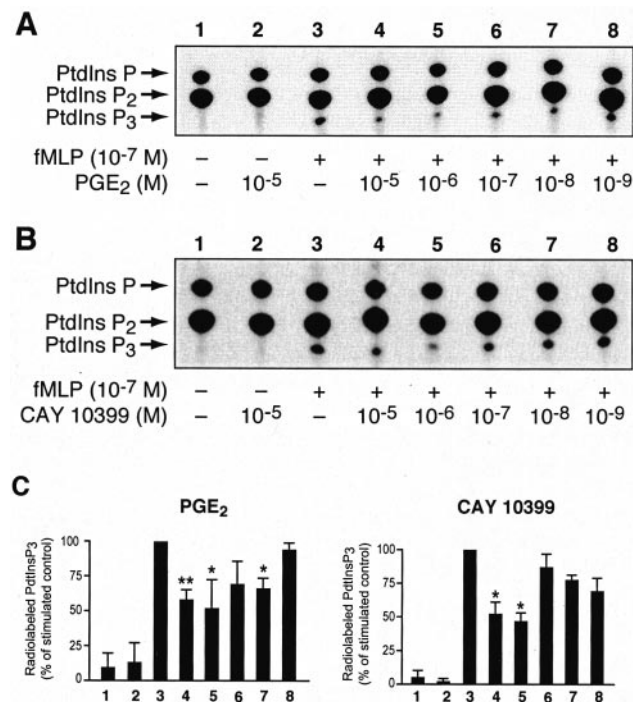 A
1 2 3 4 5 6 7 8
PtdIns P
PtdIns P2
PtdIns P3
fMLP (10-7 M) – – + + + + + +
PGE2 (M) – 10-5 – 10-5 10-6 10-7 10-8 10-9
B
1 2 3 4 5 6 7 8
PtdIns P
PtdIns P2
PtdIns P3
fMLP (10-7 M) – – + + + + + +
CAY 10399 (M) – 10-5 – 10-5 10-6 10-7 10-8 10-9
C
PGE2
Radiolabeled PdtInsP3
(% of stimulated control)
100
75
50
25
0
** * *
1 2 3 4 5 6 7 8
CAY 10399
Radiolabeled PdtInsP3
(% of stimulated control)
100
75
50
25
0
* *
1 2 3 4 5 6 7 8